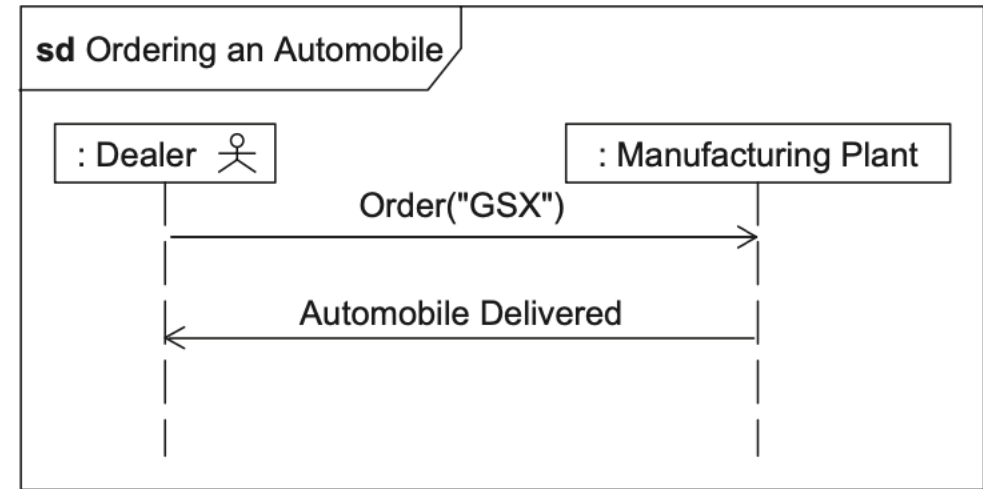 sd Ordering an Automobile
: Dealer
: Manufacturing Plant
Order("GSX")
Automobile Delivered